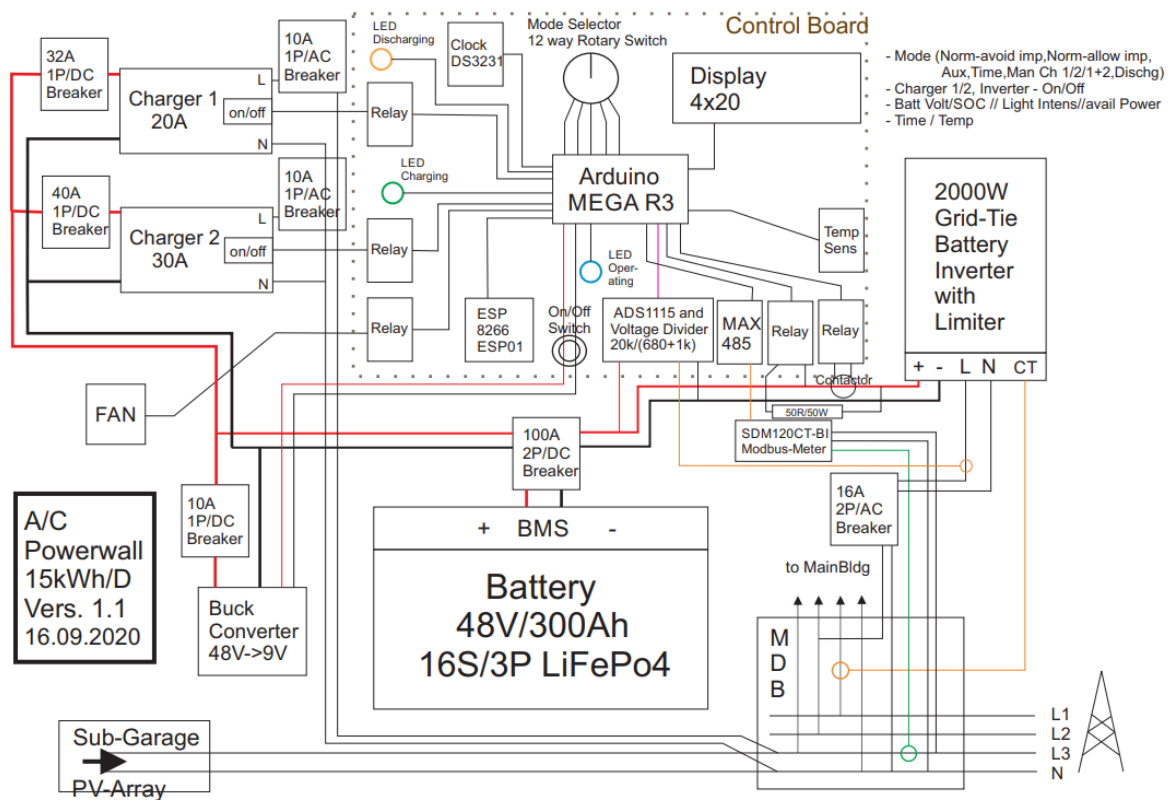 Control Board
Mode Selector
12 way Rotary Switch
LED
Discharging
Clock
DS3231
Display
4x20
- Mode (Norm-avoid imp,Norm-allow imp,
Aux,Time,Man Ch 1/2/1+2,Dischg)
- Charger 1/2, Inverter - On/Off
- Batt Volt/SOC // Light Intens//avail Power
- Time / Temp
32A
1P/DC
Breaker
10A
1P/AC
Breaker
L
Charger 1
20A
on/off
N
Relay
LED
Charging
Arduino
MEGA R3
40A
1P/DC
Breaker
10A
1P/AC
Breaker
L
Charger 2
30A
on/off
N
Relay
Relay
LED
Oper-
ating
Temp
Sens
2000W
Grid-Tie
Battery
Inverter
with
Limiter
+ - L N CT
ESP
8266
ESP01
On/Off
Switch
ADS1115 and
Voltage Divider
20k/(680+1k)
MAX
485
Relay
Relay
Contactor
50R/50W
SDM120CT-BI
Modbus-Meter
FAN
100A
2P/DC
Breaker
16A
2P/AC
Breaker
10A
1P/DC
Breaker
A/C
Powerwall
15kWh/D
Vers. 1.1
16.09.2020
Buck
Converter
48V->9V
+ BMS -
Battery
48V/300Ah
16S/3P LiFePo4
to MainBldg
M
D
B
L1
L2
L3
N
Sub-Garage
PV-Array